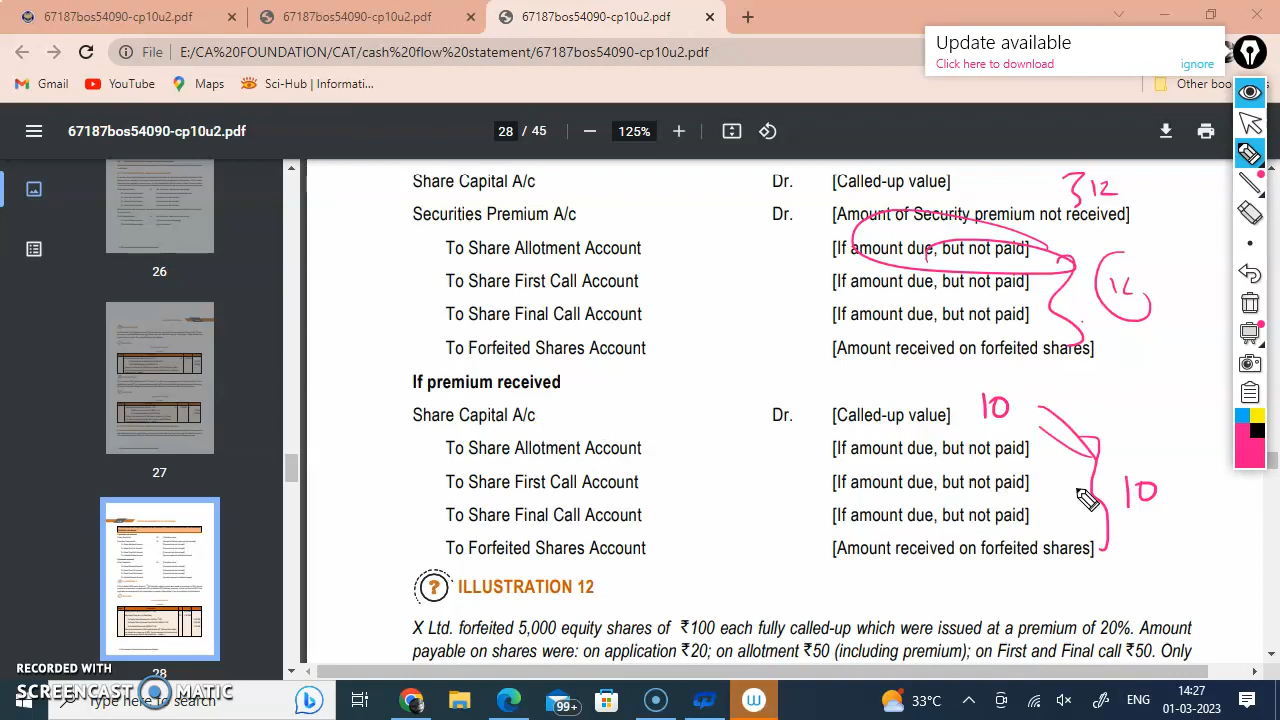 67187bos54090-cp10u2.pdf
67187bos54090-cp10u2.pdf
67187bos54090-cp10u2.pdf
File E:/CA%20FOUNDATION/CAT/cash%20flow%20statement/67187bos54090-cp10u2.pdf
Update available
Click here to download ignore
Gmail YouTube Maps Sci-Hub | Informati...
Other boo
67187bos54090-cp10u2.pdf 28 / 45 125%
26
27
28
Share Capital A/c Dr. [Called-up value] 12
Securities Premium A/c Dr. [Amount of Security premium not received]
To Share Allotment Account [If amount due, but not paid]
To Share First Call Account [If amount due, but not paid]
To Share Final Call Account [If amount due, but not paid]
To Forfeited Shares Account [Amount received on forfeited shares]
If premium received
Share Capital A/c Dr. [Called-up value] 10
To Share Allotment Account [If amount due, but not paid]
To Share First Call Account [If amount due, but not paid] 10
To Share Final Call Account [If amount due, but not paid]
To Forfeited Shares Account [Amount received on forfeited shares]
? ILLUSTRATION 12
X Ltd. forfeited 5,000 equity shares of ₹100 each fully called-up which were issued at a premium of 20%. Amount
payable on shares were: on application ₹20; on allotment ₹50 (including premium); on First and Final call ₹50. Only
RECORDED WITH
SCREENCAST MATIC
Type here to search
99+
33°C
ENG
14:27
01-03-2023